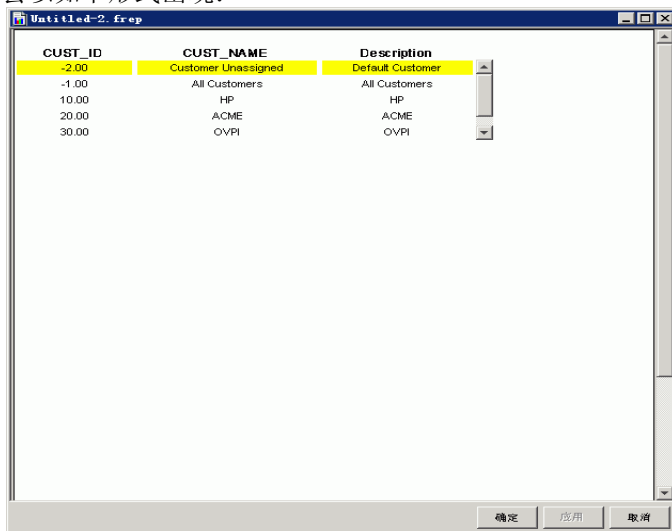 Untitled-2.frep
CUST_ID CUST_NAME Description
-2.00 Customer Unassigned Default Customer
-1.00 All Customers All Customers
10.00 HP HP
20.00 ACME ACME
30.00 OVPI OVPI
确定 应用 取消